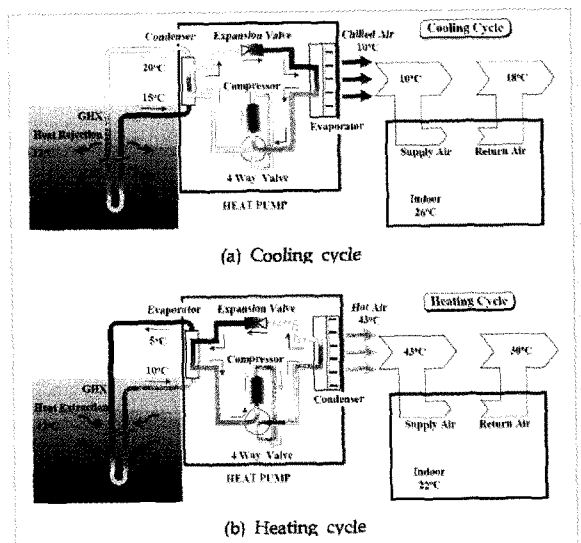 Condenser
Expansion Valve
Chilled Air
10°C
Cooling Cycle
20°C
15°C
Compressor
10°C
18°C
GHX
Heat Rejection
Evaporator
Supply Air
Return Air
4 Way Valve
HEAT PUMP
Indoor
26°C
(a) Cooling cycle
Evaporator
Expansion Valve
Hot Air
43°C
Heating Cycle
5°C
10°C
Compressor
43°C
30°C
GHX
Heat Extraction
Condenser
Supply Air
Return Air
4 Way Valve
HEAT PUMP
Indoor
22°C
(b) Heating cycle